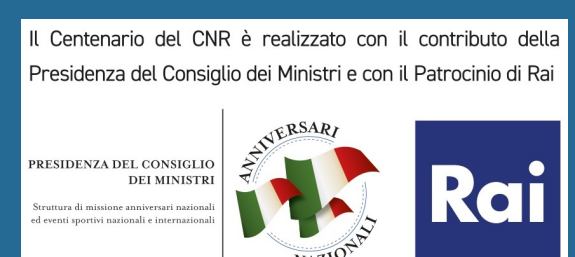 Il Centenario del CNR è realizzato con il contributo della
Presidenza del Consiglio dei Ministri e con il Patrocinio di Rai
PRESIDENZA DEL CONSIGLIO
DEI MINISTRI
Struttura di missione anniversari nazionali
ed eventi sportivi nazionali e internazionali
ANNIVERSARI
NAZIONALI
Rai